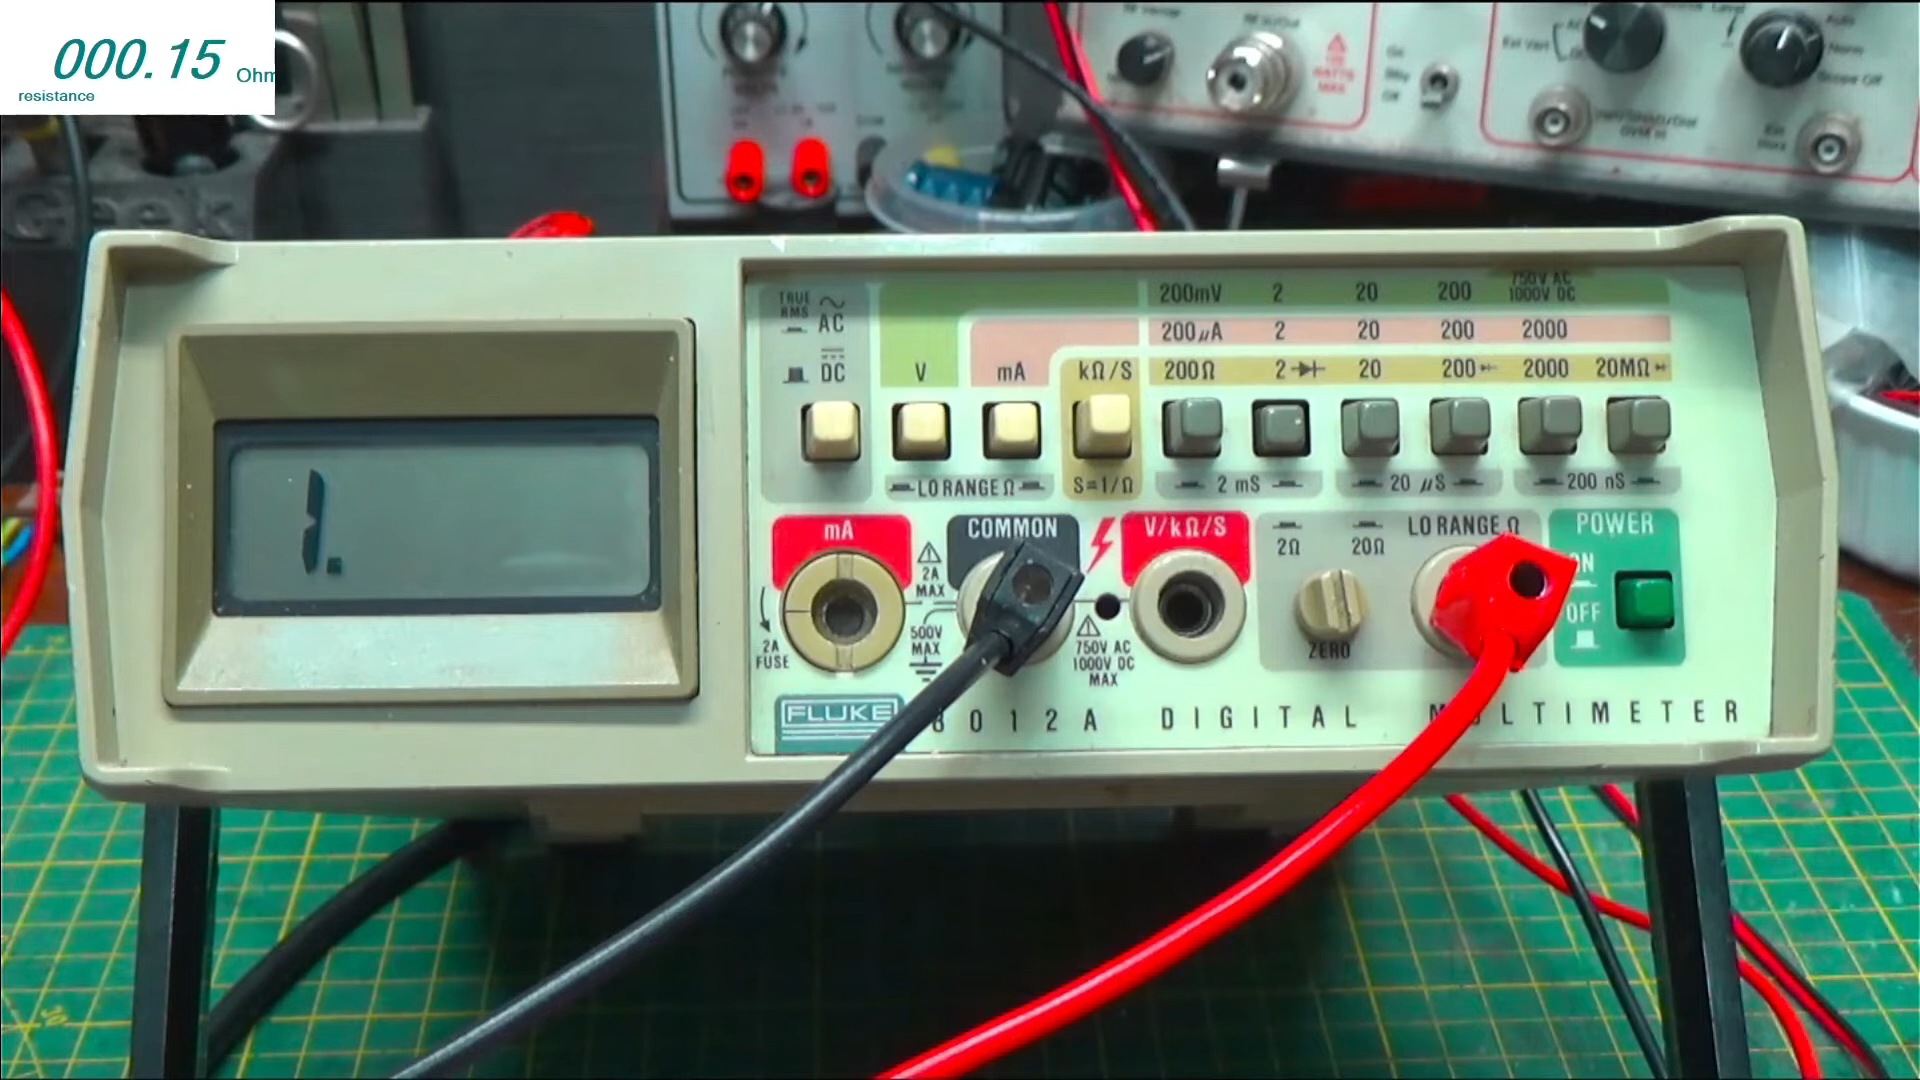 000.15 Ohm
resistance
TRUE RMS
AC
DC
V
mA
kΩ/S
200mV 2 20 200 750V AC 1000V DC
200µA 2 20 200 2000
200Ω 2 20 200 2000 20MΩ
LO RANGE Ω
S=1/Ω
2 mS
20 µS
200 nS
mA
COMMON
V/kΩ/S
2Ω
20Ω
LO RANGE Ω
POWER
ON
OFF
2A
MAX
2A
FUSE
500V
MAX
750V AC
1000V DC
MAX
ZERO
1.
FLUKE
8012A DIGITAL MULTIMETER